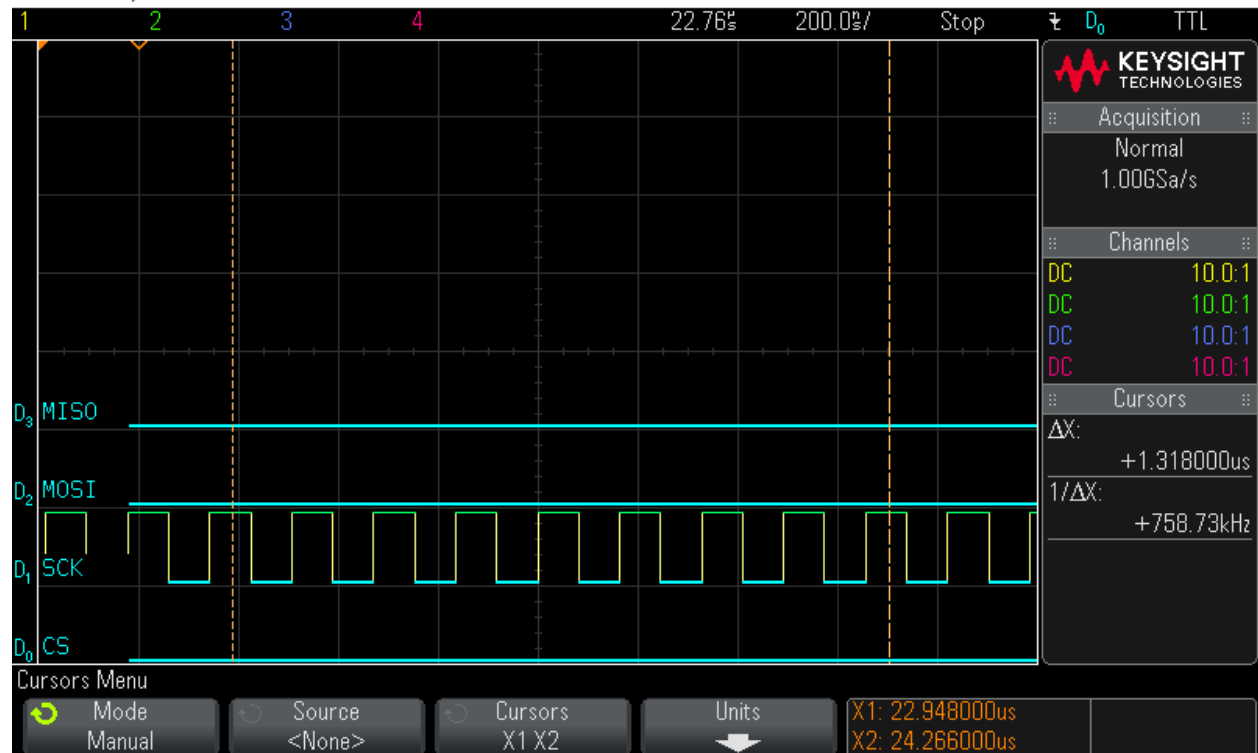 1 2 3 4 22.76µs 200.0ns/ Stop D0 TTL
KEYSIGHT
TECHNOLOGIES
Acquisition
Normal
1.00GSa/s
Channels
DC 10.0:1
DC 10.0:1
DC 10.0:1
DC 10.0:1
Cursors
ΔX:
+1.318000us
1/ΔX:
+758.73kHz
D3 MISO
D2 MOSI
D1 SCK
D0 CS
Cursors Menu
Mode
Manual
Source
<None>
Cursors
X1 X2
Units
X1: 22.948000us
X2: 24.266000us